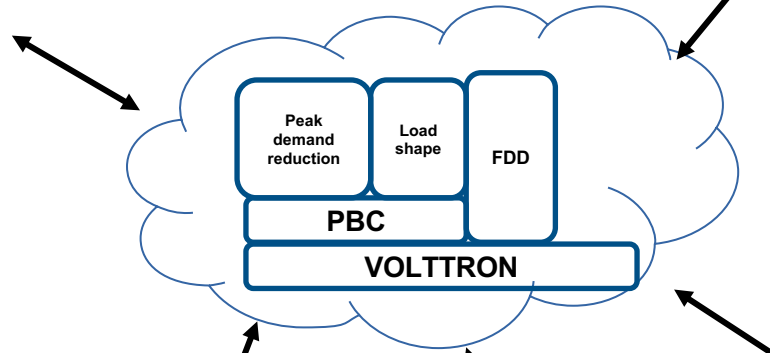 Peak
demand
reduction
Load
shape
FDD
PBC
VOLTTRON